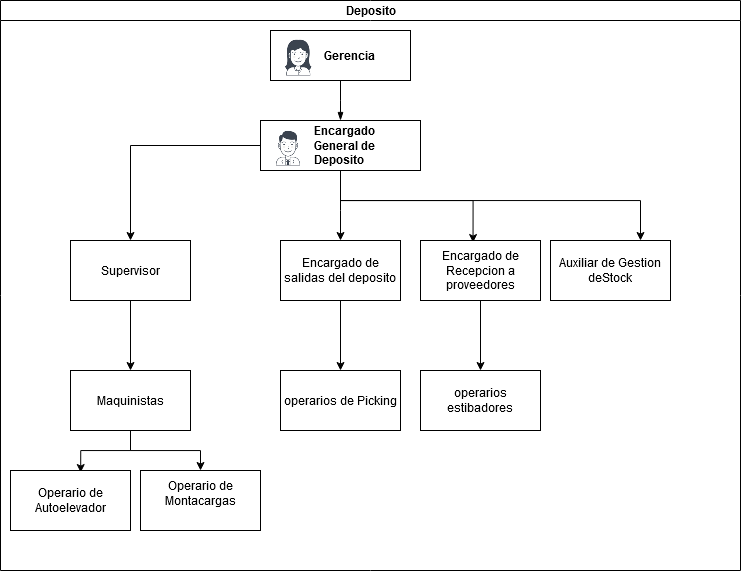 Deposito
Gerencia
Encargado
General de
Deposito
Supervisor
Encargado de
salidas del deposito
Encargado de
Recepcion a
proveedores
Auxiliar de Gestion
deStock
Maquinistas
operarios de Picking
operarios
estibadores
Operario de
Autoelevador
Operario de
Montacargas